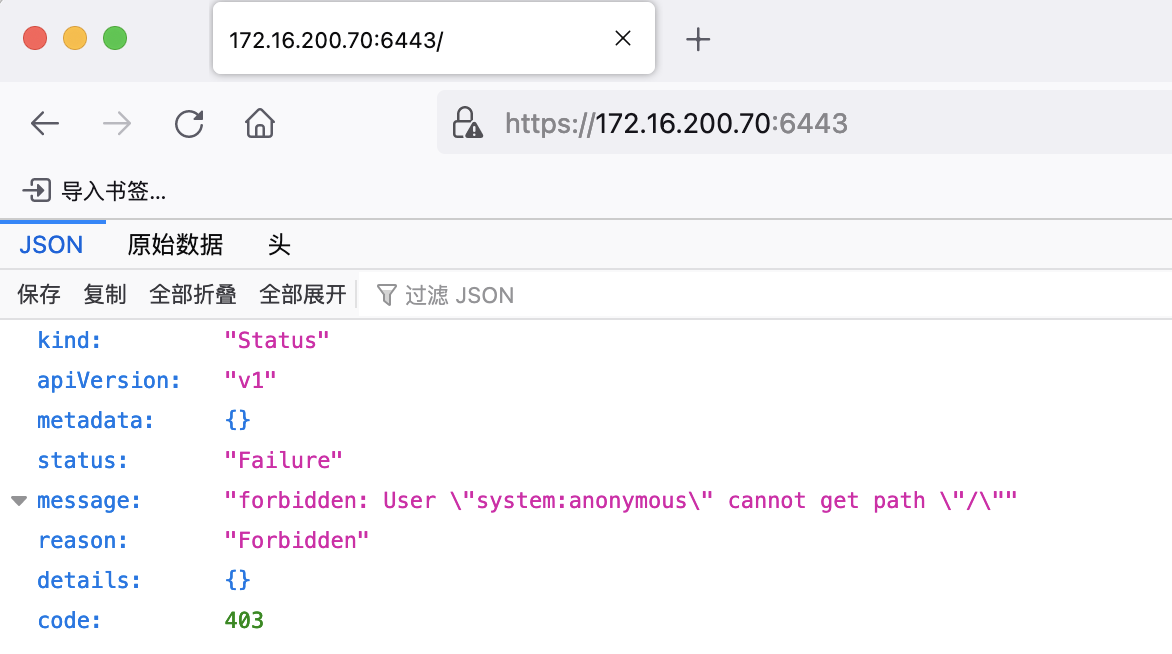 172.16.200.70:6443/
https://172.16.200.70:6443
导入书签...
JSON 原始数据 头
保存 复制 全部折叠 全部展开 过滤 JSON
kind: "Status"
apiVersion: "v1"
metadata: {}
status: "Failure"
message: "forbidden: User \"system:anonymous\" cannot get path \"/\""
reason: "Forbidden"
details: {}
code: 403